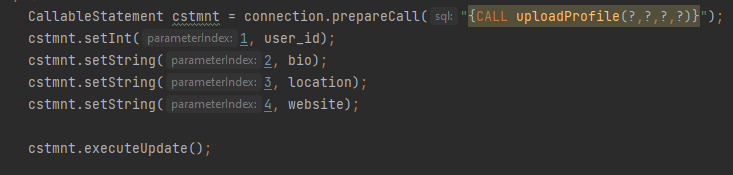 CallableStatement cstmnt = connection.prepareCall( sql: "{CALL uploadProfile(?,?,?,?)}");
cstmnt.setInt( parameterIndex: 1, user_id);
cstmnt.setString( parameterIndex: 2, bio);
cstmnt.setString( parameterIndex: 3, location);
cstmnt.setString( parameterIndex: 4, website);
cstmnt.executeUpdate();